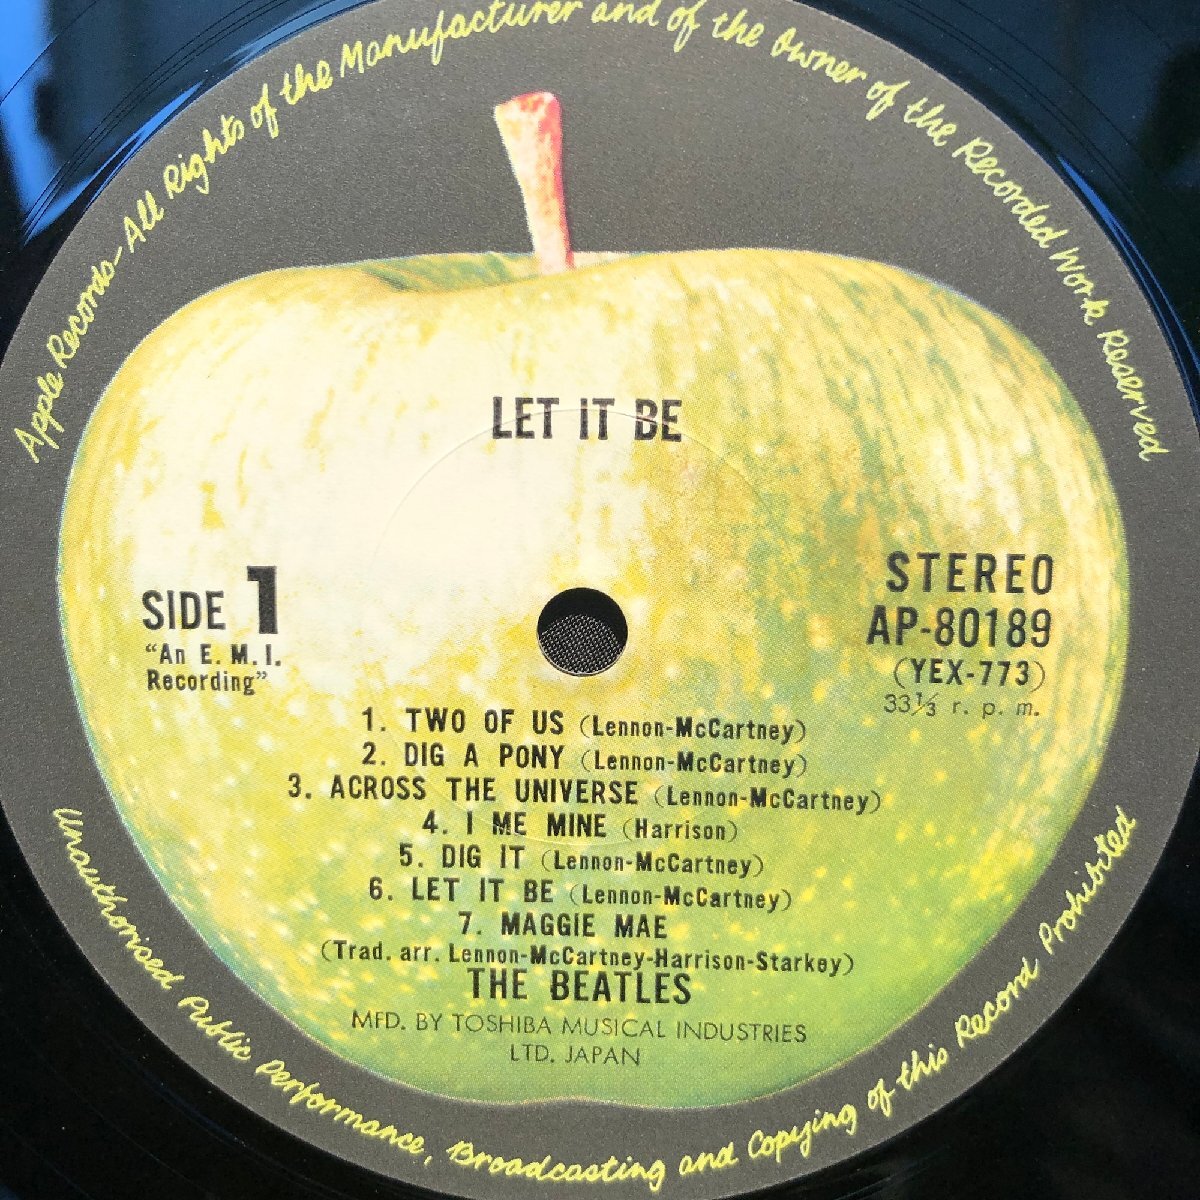 Apple Records-All Rights of the Manufacturer and of the Owner of the Recorded Work Reserved
LET IT BE
STEREO
AP-80189
(YEX-773)
33⅓ r. p. m.
SIDE 1
“An E. M. I.
Recording”
1. TWO OF US (Lennon-McCartney)
2. DIG A PONY (Lennon-McCartney)
3. ACROSS THE UNIVERSE (Lennon-McCartney)
4. I ME MINE (Harrison)
5. DIG IT (Lennon-McCartney)
6. LET IT BE (Lennon-McCartney)
7. MAGGIE MAE
(Trad. arr. Lennon-McCartney-Harrison-Starkey)
THE BEATLES
MFD. BY TOSHIBA MUSICAL INDUSTRIES
LTD. JAPAN
Unauthorised Public Performance, Broadcasting and Copying of this Record Prohibited